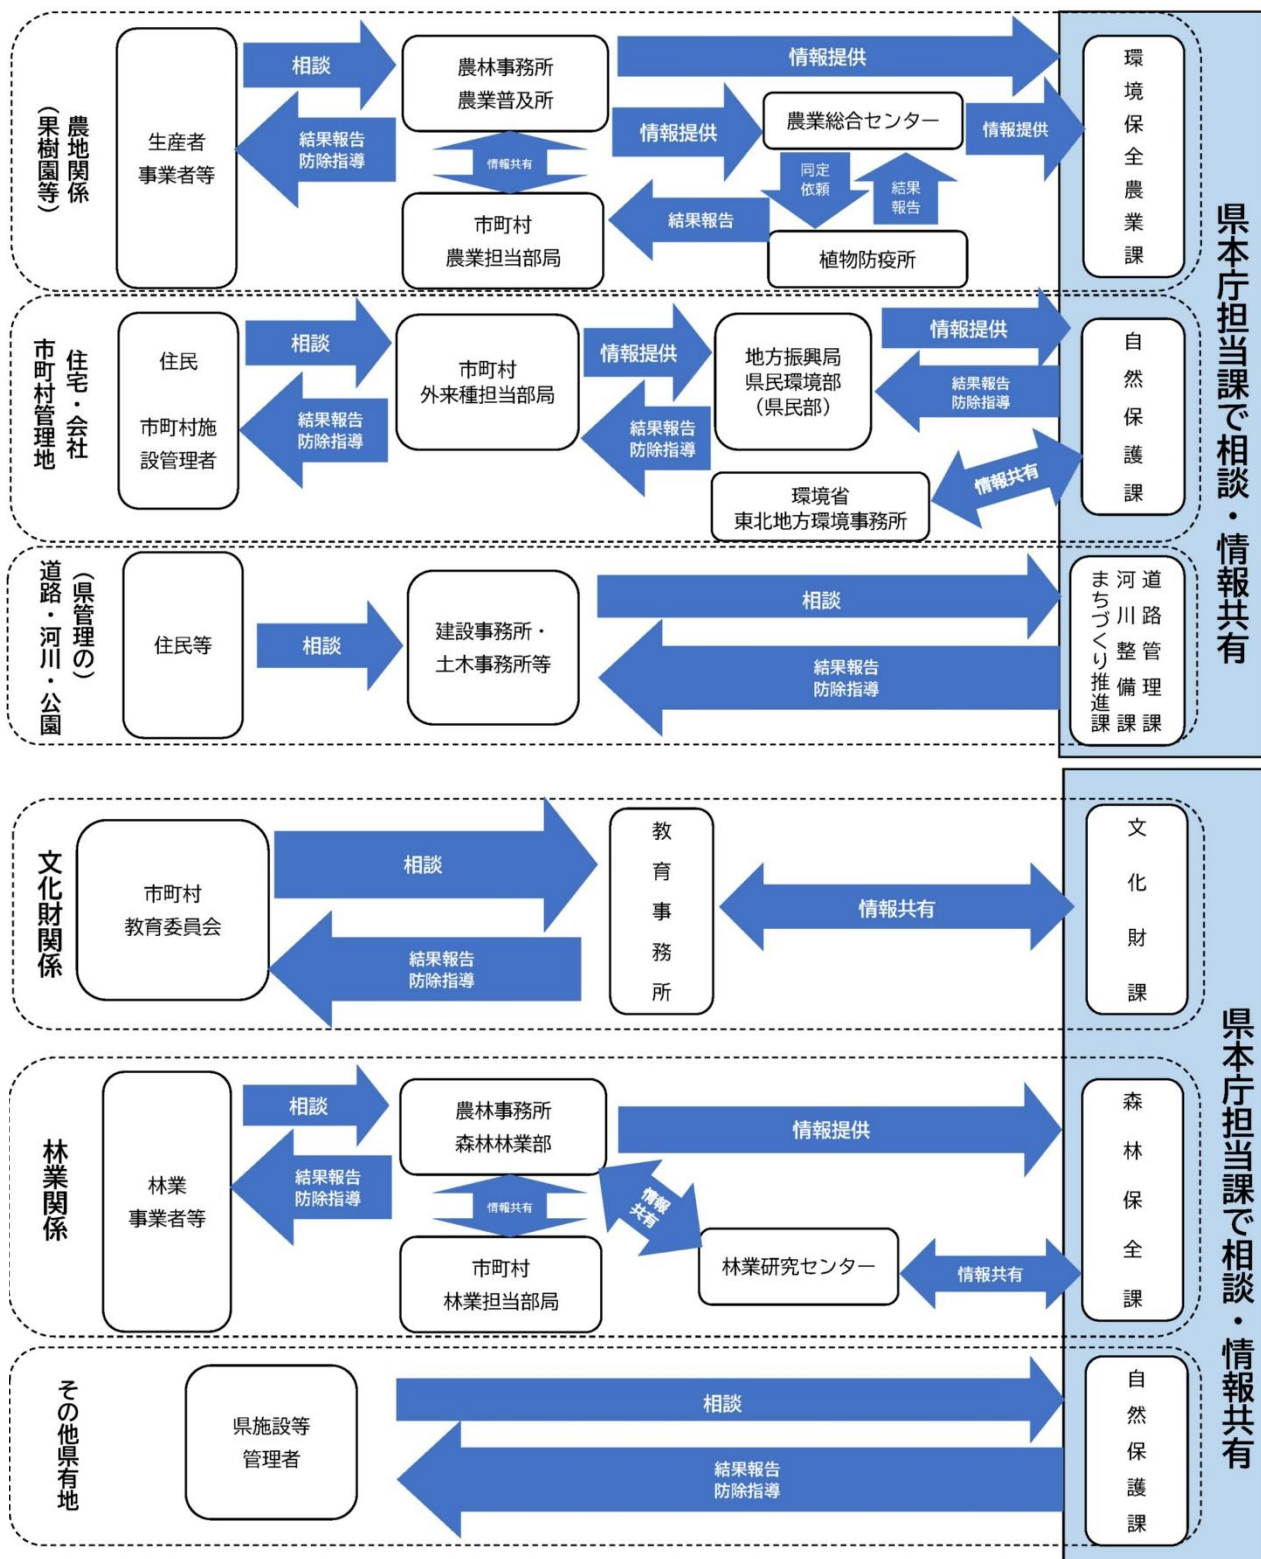 農地関係
（果樹園等）
生産者
事業者等
相談
結果報告
防除指導
農林事務所
農業普及所
情報共有
市町村
農業担当部局
情報提供
情報提供
農業総合センター
情報提供
同定
依頼
結果
報告
結果報告
植物防疫所
環境保全農業課
住宅・会社
市町村管理地
住民
市町村施
設管理者
相談
結果報告
防除指導
市町村
外来種担当部局
情報提供
結果報告
防除指導
地方振興局
県民環境部
（県民部）
情報提供
結果報告
防除指導
環境省
東北地方環境事務所
情報共有
自然保護課
（県管理の）
道路・河川・公園
住民等
相談
建設事務所・
土木事務所等
相談
結果報告
防除指導
道路管理課
河川整備課
まちづくり推進課
県本庁担当課で相談・情報共有
文化財関係
市町村
教育委員会
相談
結果報告
防除指導
教育事務所
情報共有
文化財課
林業関係
林業
事業者等
相談
結果報告
防除指導
農林事務所
森林林業部
情報共有
市町村
林業担当部局
情報提供
情報
共有
林業研究センター
情報共有
森林保全課
その他県有地
県施設等
管理者
相談
結果報告
防除指導
自然保護課
県本庁担当課で相談・情報共有